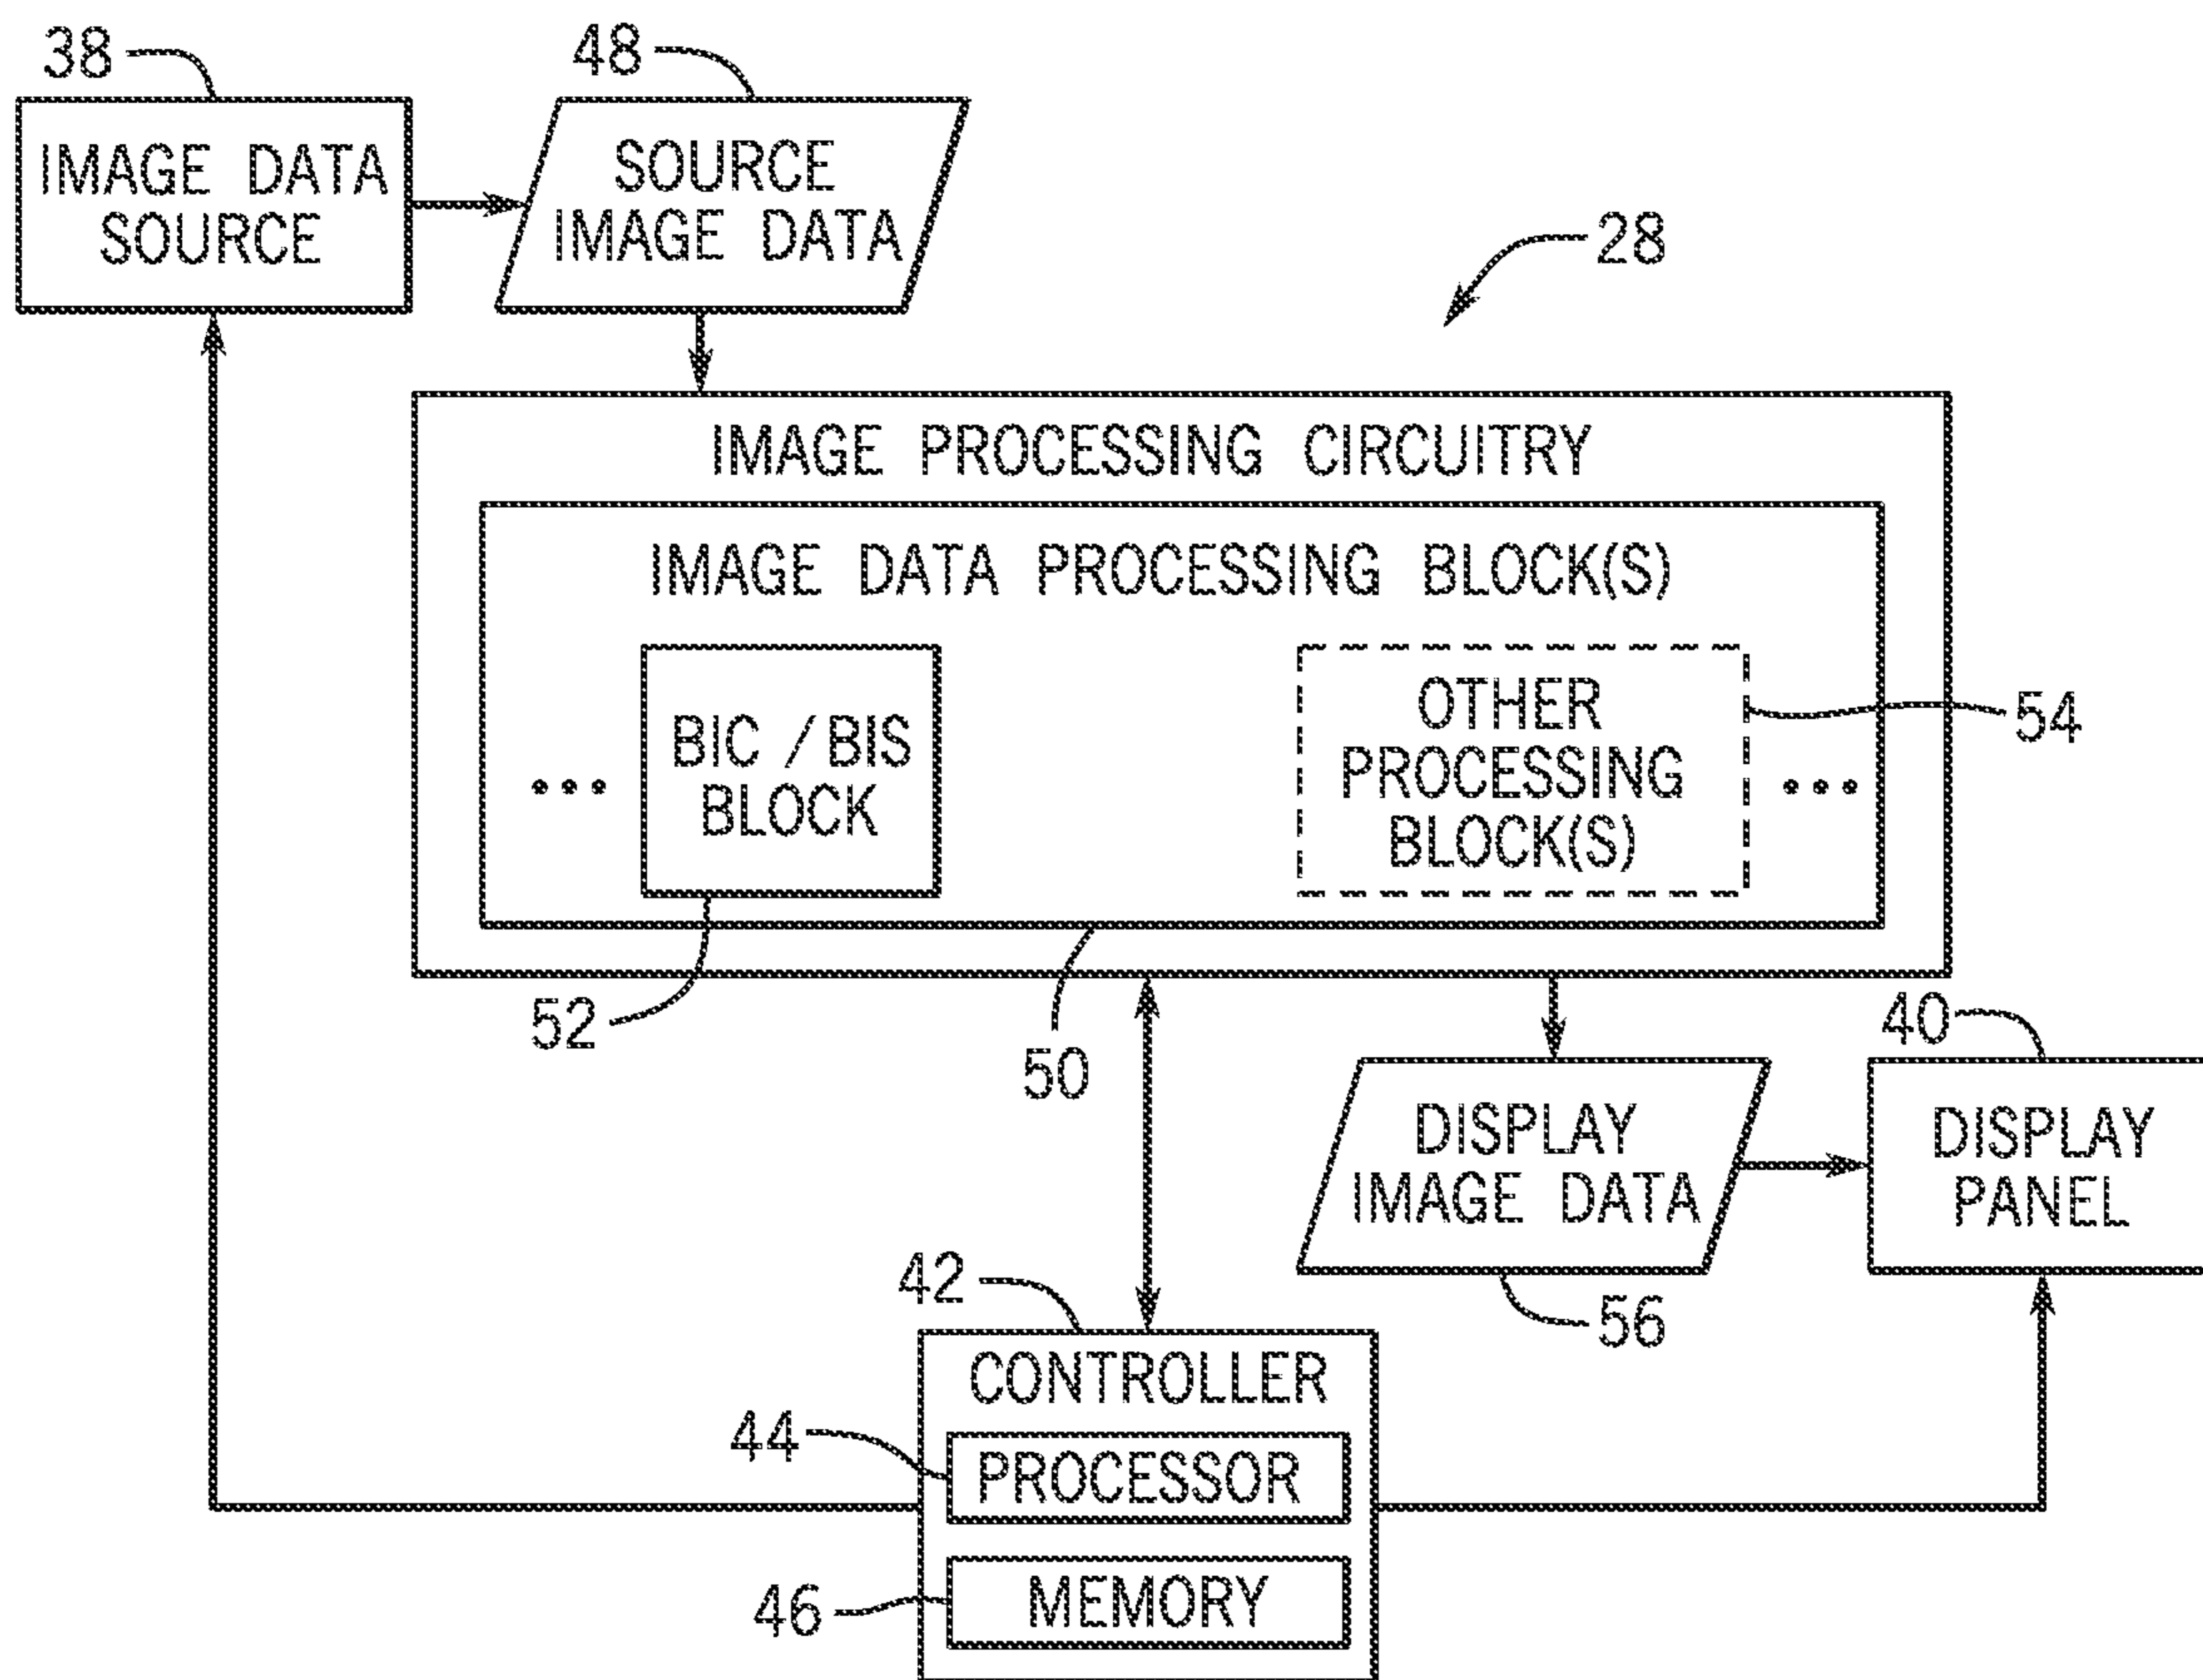 38
48
IMAGE DATA
SOURCE
SOURCE
IMAGE DATA
28
IMAGE PROCESSING CIRCUITRY
IMAGE DATA PROCESSING BLOCK(S)
...
BIC / BIS
BLOCK
OTHER
PROCESSING
BLOCK(S)
...
54
52
50
40
DISPLAY
IMAGE DATA
DISPLAY
PANEL
56
42
CONTROLLER
44
PROCESSOR
46
MEMORY